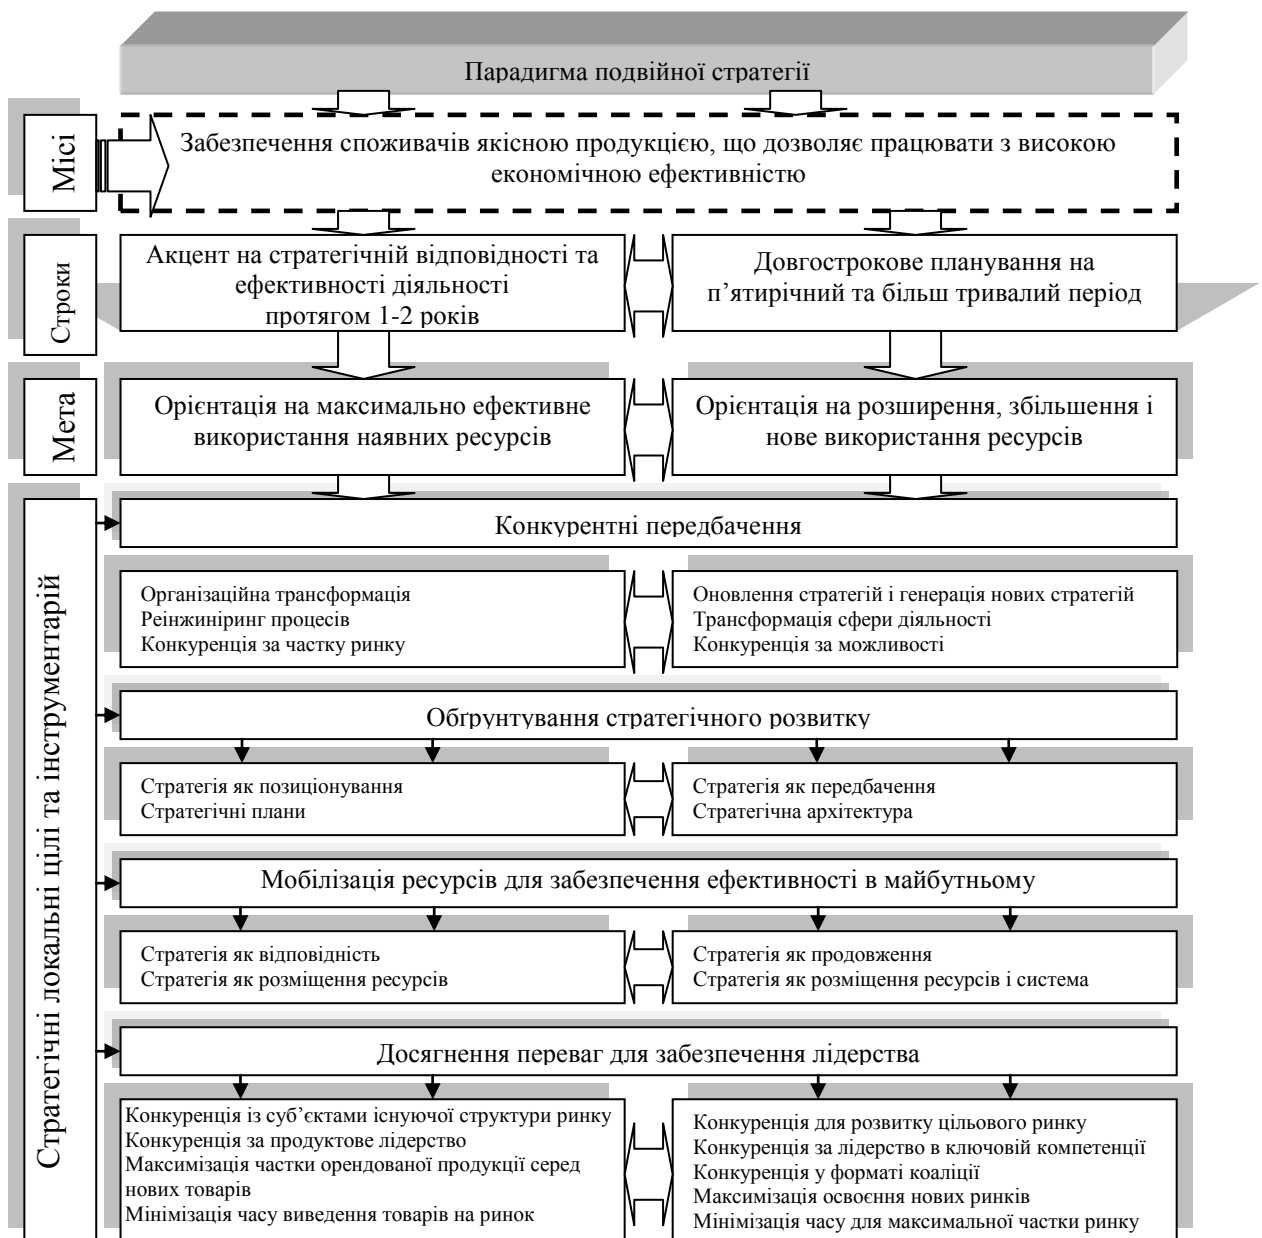 Парадигма подвійної стратегії
Місі
Забезпечення споживачів якісною продукцією, що дозволяє працювати з високою
економічною ефективністю
Строки
Акцент на стратегічній відповідності та
ефективності діяльності
протягом 1-2 років
Довгострокове планування на
п’ятирічний та більш тривалий період
Мета
Орієнтація на максимально ефективне
використання наявних ресурсів
Орієнтація на розширення, збільшення і
нове використання ресурсів
Стратегічні локальні цілі та інструментарій
Конкурентні передбачення
Організаційна трансформація
Реінжиніринг процесів
Конкуренція за частку ринку
Оновлення стратегій і генерація нових стратегій
Трансформація сфери діяльності
Конкуренція за можливості
Обґрунтування стратегічного розвитку
Стратегія як позиціонування
Стратегічні плани
Стратегія як передбачення
Стратегічна архітектура
Мобілізація ресурсів для забезпечення ефективності в майбутньому
Стратегія як відповідність
Стратегія як розміщення ресурсів
Стратегія як продовження
Стратегія як розміщення ресурсів і система
Досягнення переваг для забезпечення лідерства
Конкуренція із суб’єктами існуючої структури ринку
Конкуренція за продуктове лідерство
Максимізація частки орендованої продукції серед
нових товарів
Мінімізація часу виведення товарів на ринок
Конкуренція для розвитку цільового ринку
Конкуренція за лідерство в ключовій компетенції
Конкуренція у форматі коаліції
Максимізація освоєння нових ринків
Мінімізація часу для максимальної частки ринку